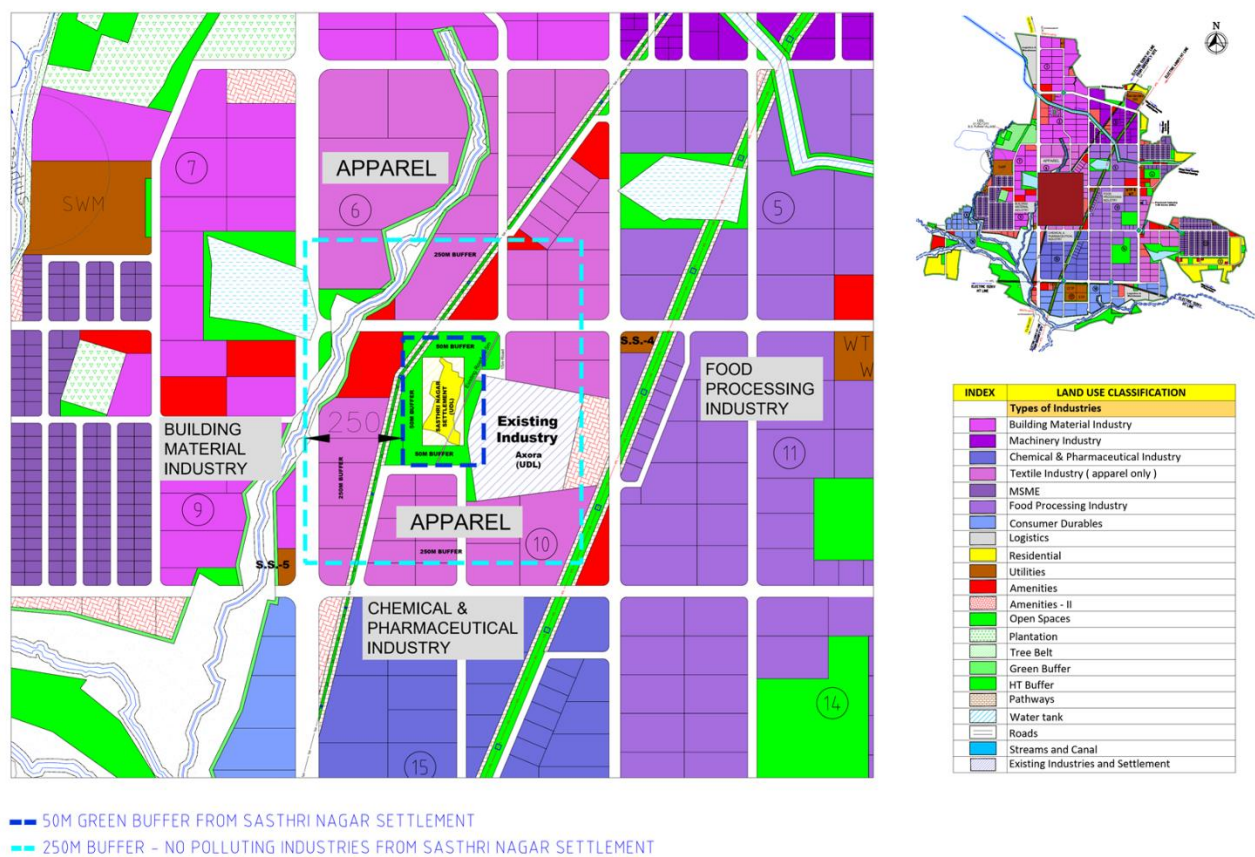 SWM
7
APPAREL
6
5
250M BUFFER
50M BUFFER
S.S.-4
WT
W
FOOD
PROCESSING
INDUSTRY
SASTHRI NAGAR
SETTLEMENT
(UDL)
50M BUFFER
250
BUILDING
MATERIAL
INDUSTRY
Existing
Industry
Axora
(UDL)
50M BUFFER
11
250M BUFFER
9
APPAREL
10
250M BUFFER
S.S.-5
CHEMICAL &
PHARMACEUTICAL
INDUSTRY
14
15
50M GREEN BUFFER FROM SASTHRI NAGAR SETTLEMENT
250M BUFFER - NO POLLUTING INDUSTRIES FROM SASTHRI NAGAR SETTLEMENT
N
APPAREL
INDEX LAND USE CLASSIFICATION
Types of Industries
Building Material Industry
Machinery Industry
Chemical & Pharmaceutical Industry
Textile Industry ( apparel only )
MSME
Food Processing Industry
Consumer Durables
Logistics
Residential
Utilities
Amenities
Amenities - II
Open Spaces
Plantation
Tree Belt
Green Buffer
HT Buffer
Pathways
Water tank
Roads
Streams and Canal
Existing Industries and Settlement